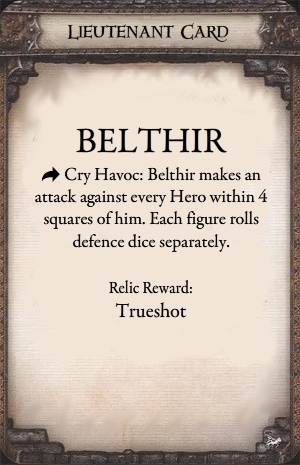 LIEUTENANT CARD
BELTHIR
Cry Havoc: Belthir makes an
attack against every Hero within 4
squares of him. Each figure rolls
defence dice separately.
Relic Reward:
Trueshot